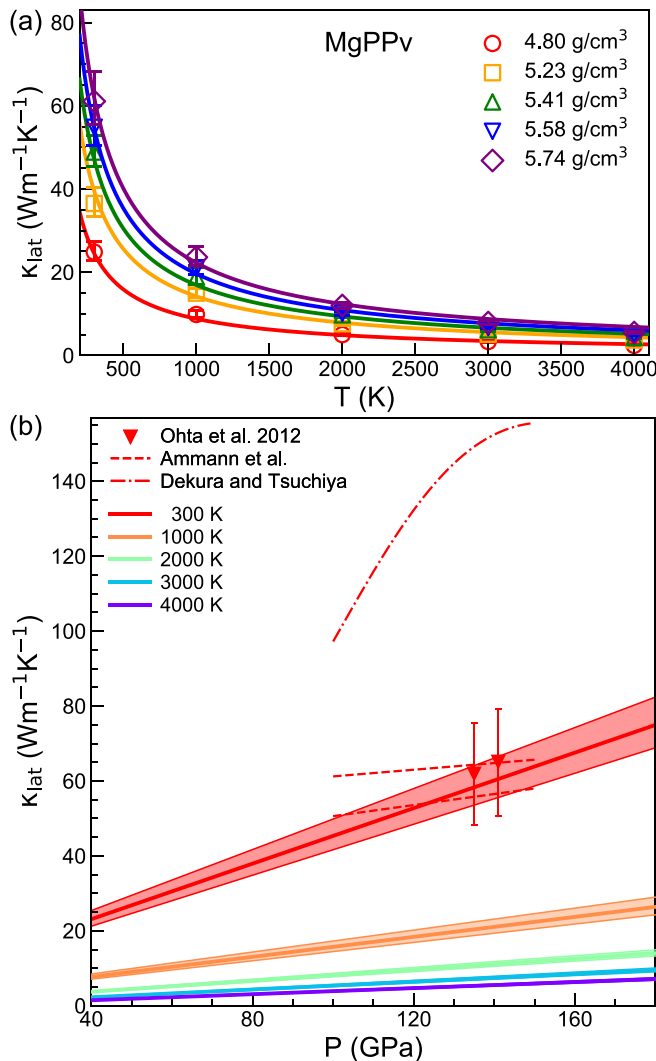 (a)
MgPPv
4.80 g/cm³
5.23 g/cm³
5.41 g/cm³
5.58 g/cm³
5.74 g/cm³
κlat (Wm⁻¹K⁻¹)
80
60
40
20
0
500 1000 1500 2000 2500 3000 3500 4000
T (K)
(b)
Ohta et al. 2012
Ammann et al.
Dekura and Tsuchiya
300 K
1000 K
2000 K
3000 K
4000 K
κlat (Wm⁻¹K⁻¹)
140
120
100
80
60
40
20
0
40 80 120 160
P (GPa)